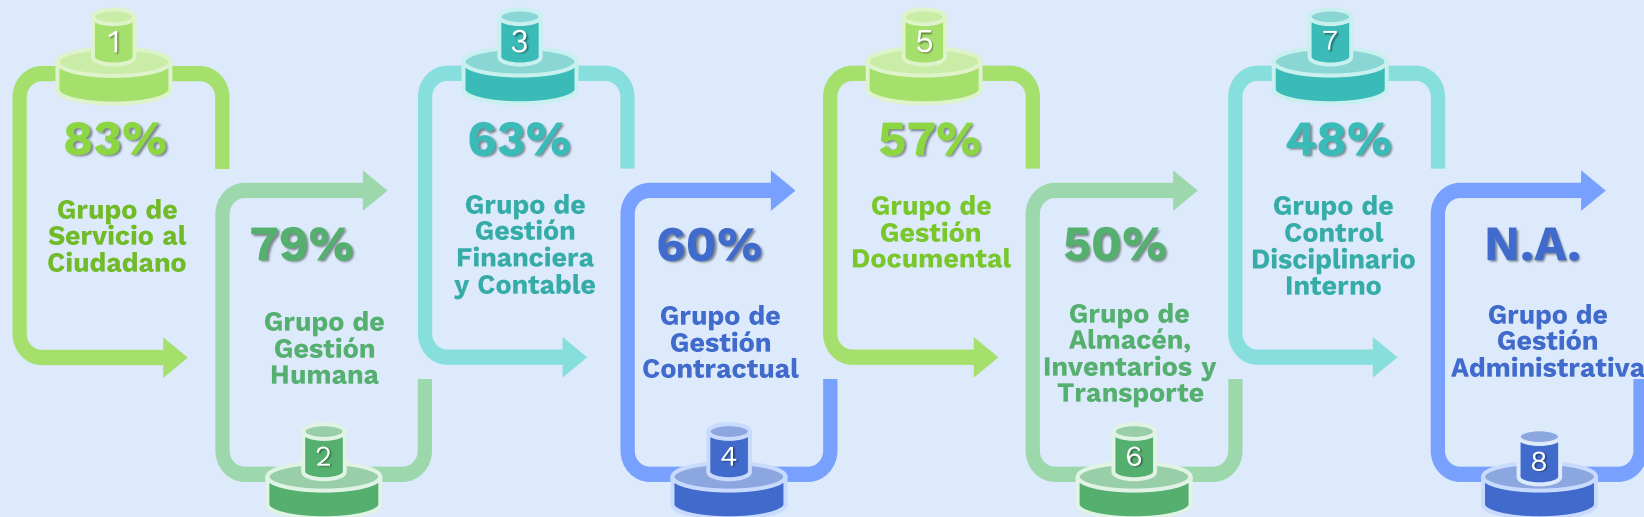 1
83%
Grupo de
Servicio al
Ciudadano
79%
Grupo de
Gestión
Humana
2
3
63%
Grupo de
Gestión
Financiera
y Contable
60%
Grupo de
Gestión
Contractual
4
5
57%
Grupo de
Gestión
Documental
50%
Grupo de
Almacén,
Inventarios y
Transporte
6
7
48%
Grupo de
Control
Disciplinario
Interno
N.A.
Grupo de
Gestión
Administrativa
8